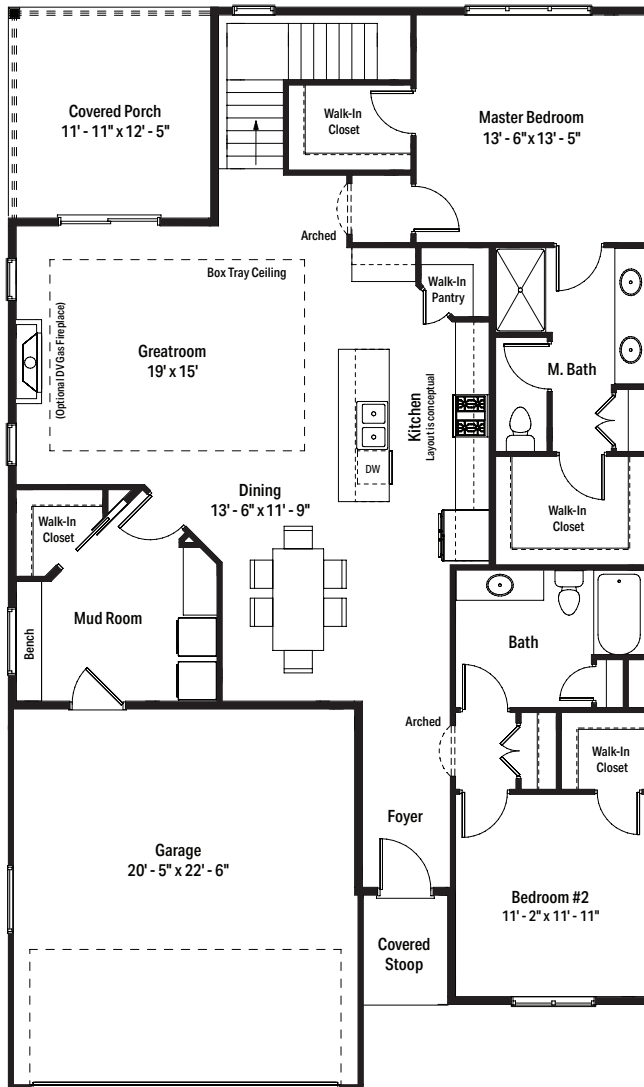 Covered Porch
11' - 11" x 12' - 5"
Walk-In
Closet
Master Bedroom
13' - 6" x 13' - 5"
Arched
Box Tray Ceiling
Walk-In
Pantry
(Optional DV Gas Fireplace)
Greatroom
19' x 15'
M. Bath
Kitchen
Layout is conceptual
DW
Dining
13' - 6" x 11' - 9"
Walk-In
Closet
Walk-In
Closet
Mud Room
Bench
Bath
Arched
Walk-In
Closet
Foyer
Garage
20' - 5" x 22' - 6"
Bedroom #2
11' - 2" x 11' - 11"
Covered
Stoop